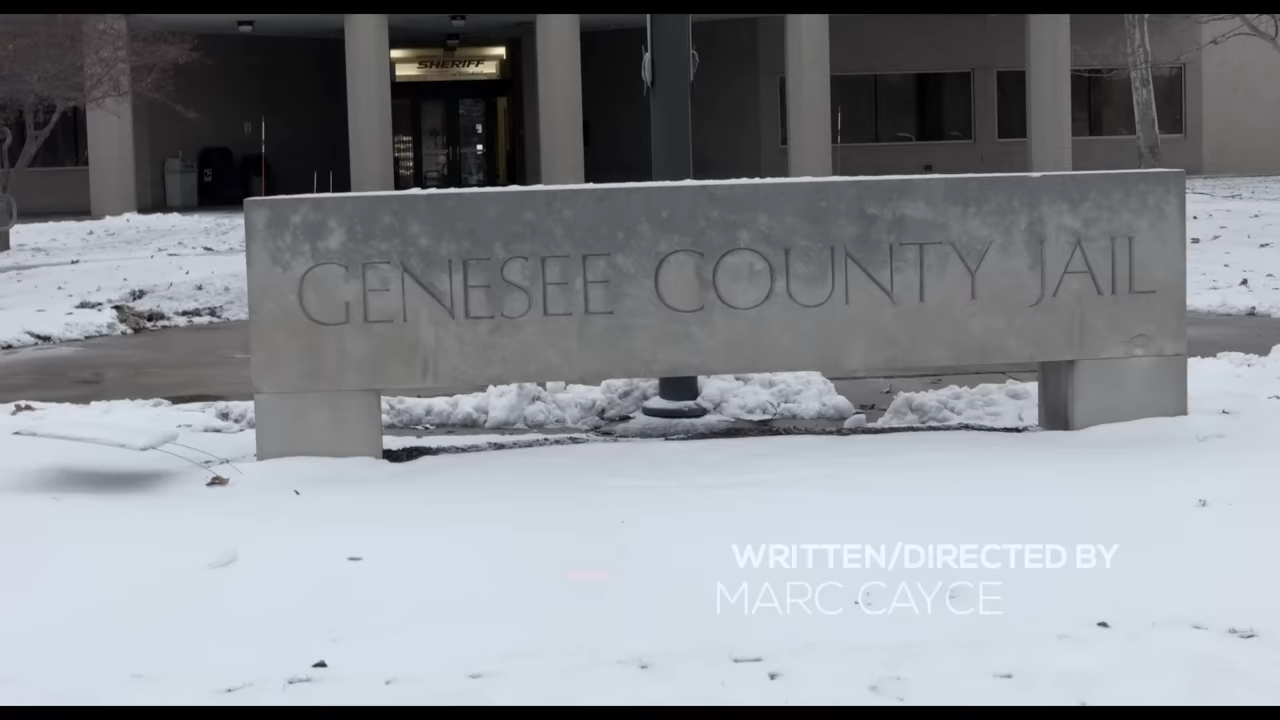 SHERIFF
GENESEE COUNTY JAIL
WRITTEN/DIRECTED BY
MARC CAYCE